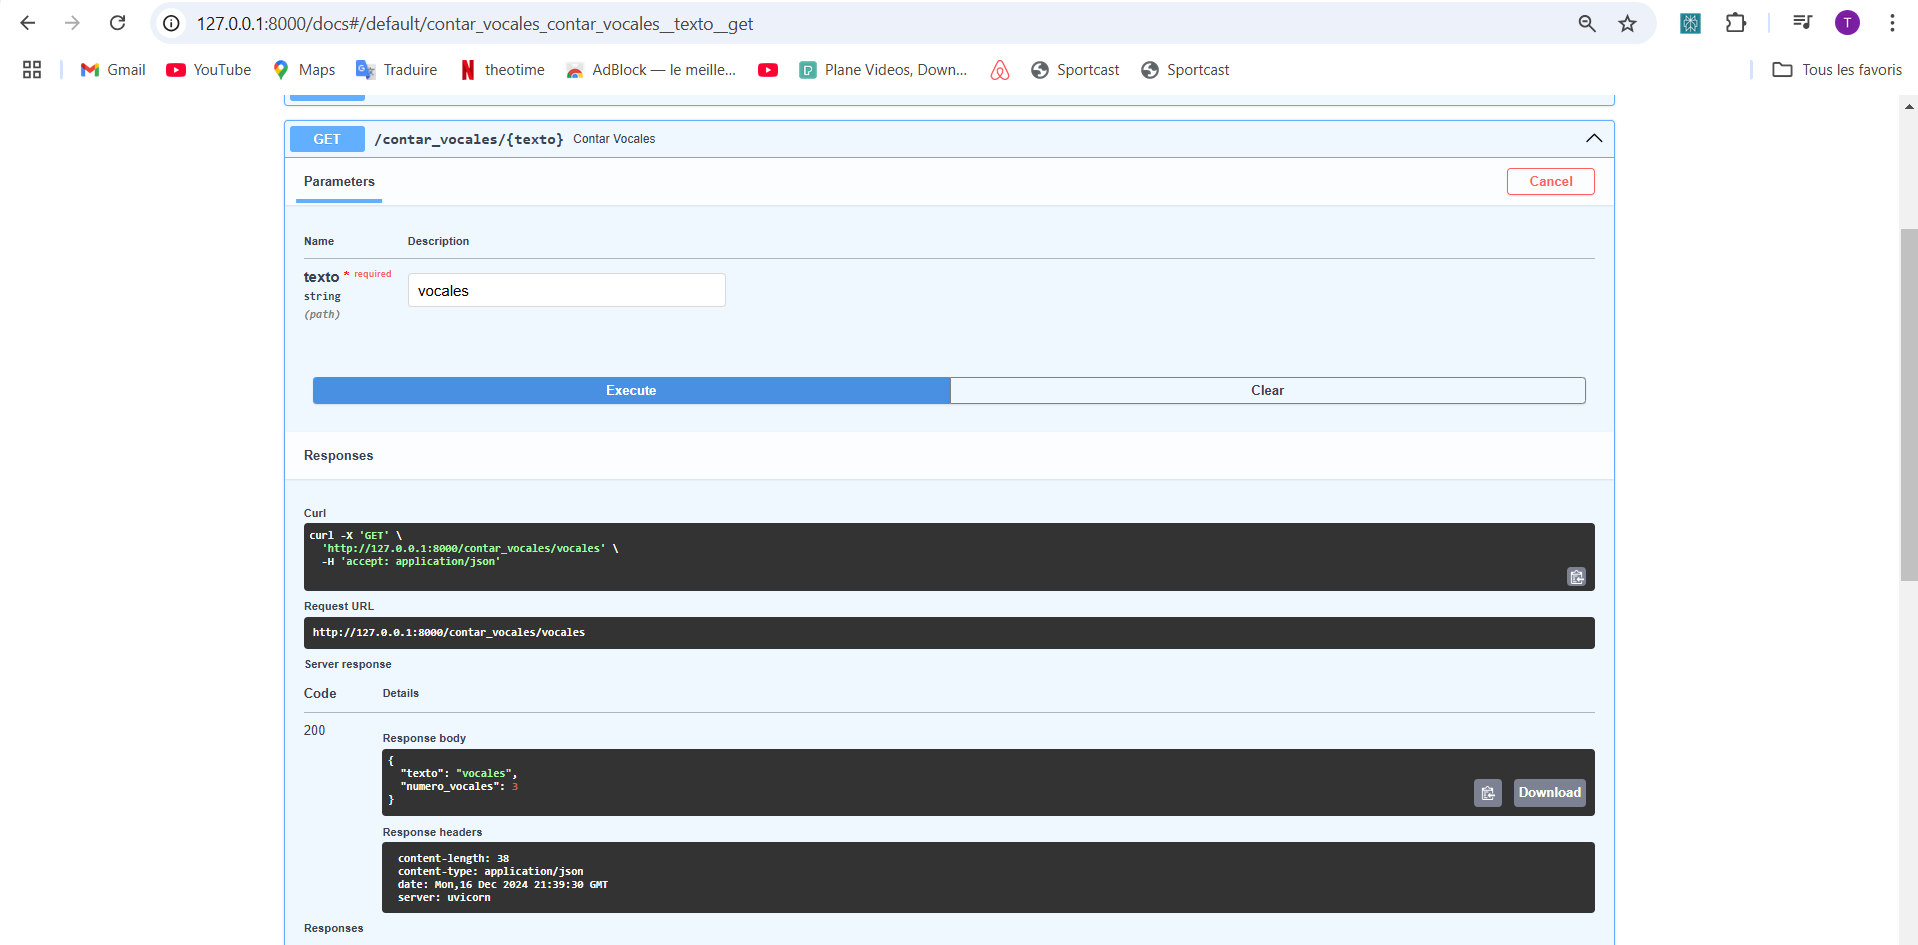 127.0.0.1:8000/docs#/default/contar_vocales_contar_vocales__texto__get
T
Gmail
YouTube
Maps
Traduire
theotime
AdBlock — le meille...
Plane Videos, Down...
Sportcast
Sportcast
Tous les favoris
GET /contar_vocales/{texto} Contar Vocales
Parameters
Cancel
Name Description
texto * required
string
(path)
vocales
Execute
Clear
Responses
Curl
curl -X 'GET' \
'http://127.0.0.1:8000/contar_vocales/vocales' \
-H 'accept: application/json'
Request URL
http://127.0.0.1:8000/contar_vocales/vocales
Server response
Code Details
200
Response body
{
"texto": "vocales",
"numero_vocales": 3
}
Download
Response headers
content-length: 38
content-type: application/json
date: Mon,16 Dec 2024 21:39:30 GMT
server: uvicorn
Responses